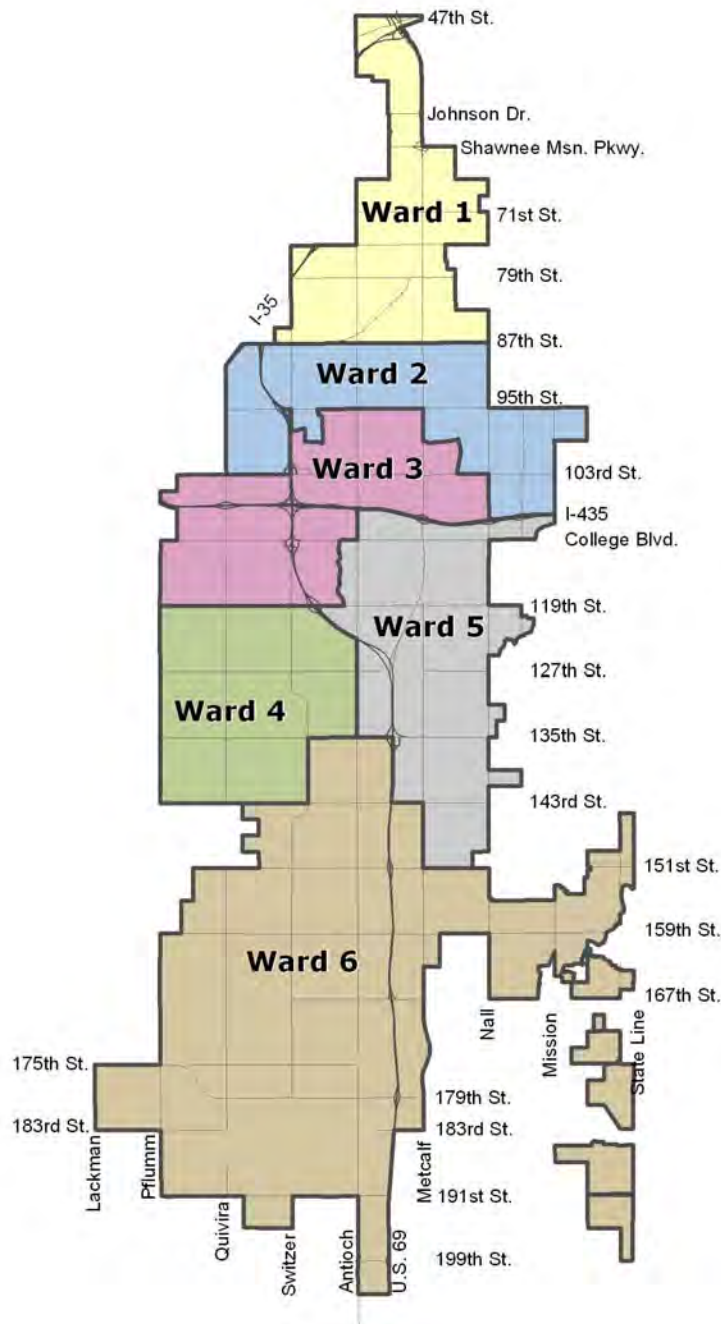 47th St.
Johnson Dr.
Shawnee Msn. Pkwy.
Ward 1
71st St.
79th St.
I-35
87th St.
Ward 2
95th St.
Ward 3
103rd St.
I-435
College Blvd.
119th St.
Ward 5
127th St.
Ward 4
135th St.
143rd St.
151st St.
159th St.
Ward 6
167th St.
Nall
Mission
State Line
175th St.
179th St.
183rd St.
183rd St.
Lackman
Pflumm
Metcalf
191st St.
Quivira
Switzer
Antioch
U.S. 69
199th St.